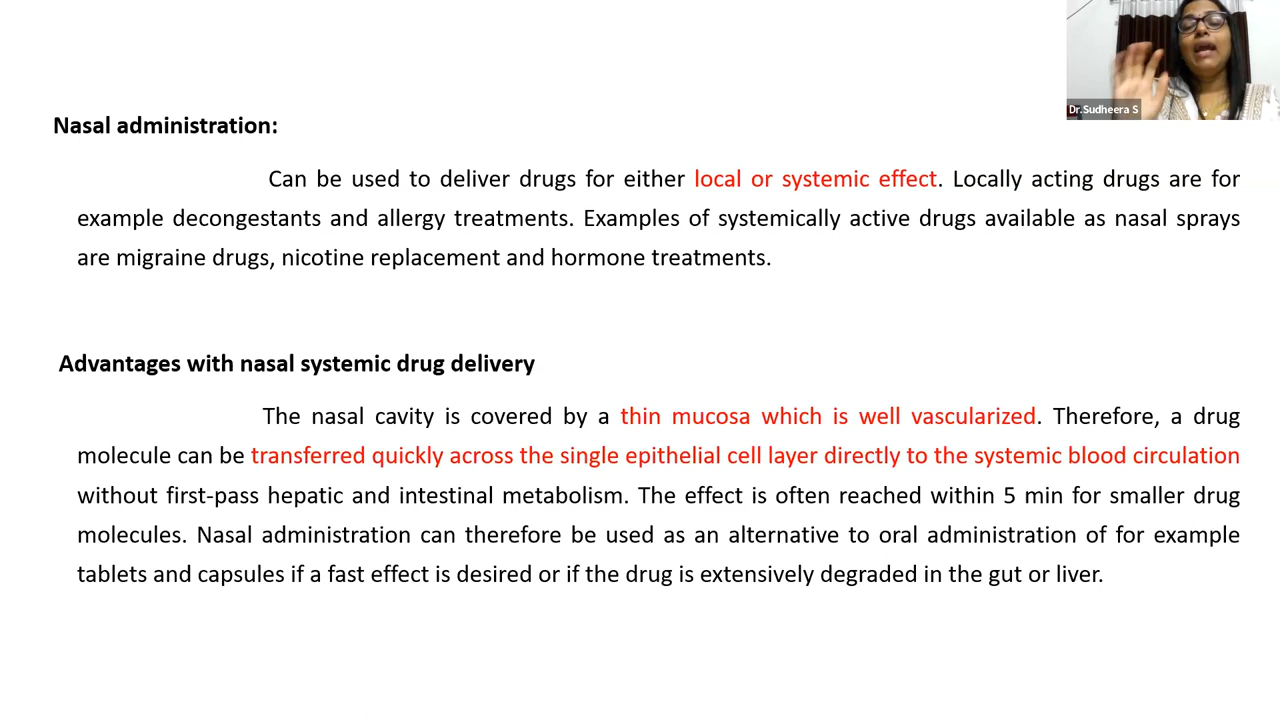 Dr.Sudheera S
Nasal administration:
Can be used to deliver drugs for either local or systemic effect. Locally acting drugs are for
example decongestants and allergy treatments. Examples of systemically active drugs available as nasal sprays
are migraine drugs, nicotine replacement and hormone treatments.
Advantages with nasal systemic drug delivery
The nasal cavity is covered by a thin mucosa which is well vascularized. Therefore, a drug
molecule can be transferred quickly across the single epithelial cell layer directly to the systemic blood circulation
without first-pass hepatic and intestinal metabolism. The effect is often reached within 5 min for smaller drug
molecules. Nasal administration can therefore be used as an alternative to oral administration of for example
tablets and capsules if a fast effect is desired or if the drug is extensively degraded in the gut or liver.